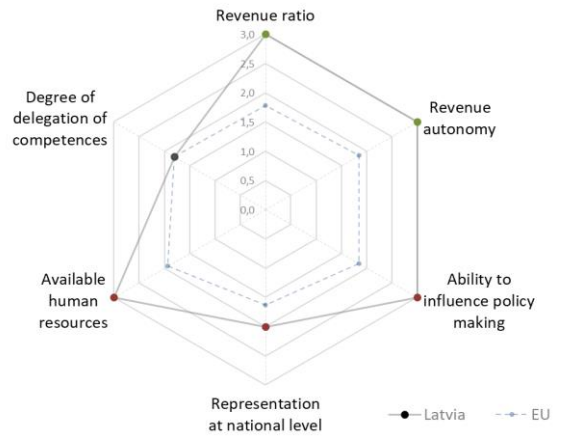 Revenue ratio
3,0
2,5
2,0
1,5
1,0
0,5
0,0
Revenue
autonomy
Ability to
influence policy
making
Representation
at national level
Available
human
resources
Degree of
delegation of
competences
Latvia
EU